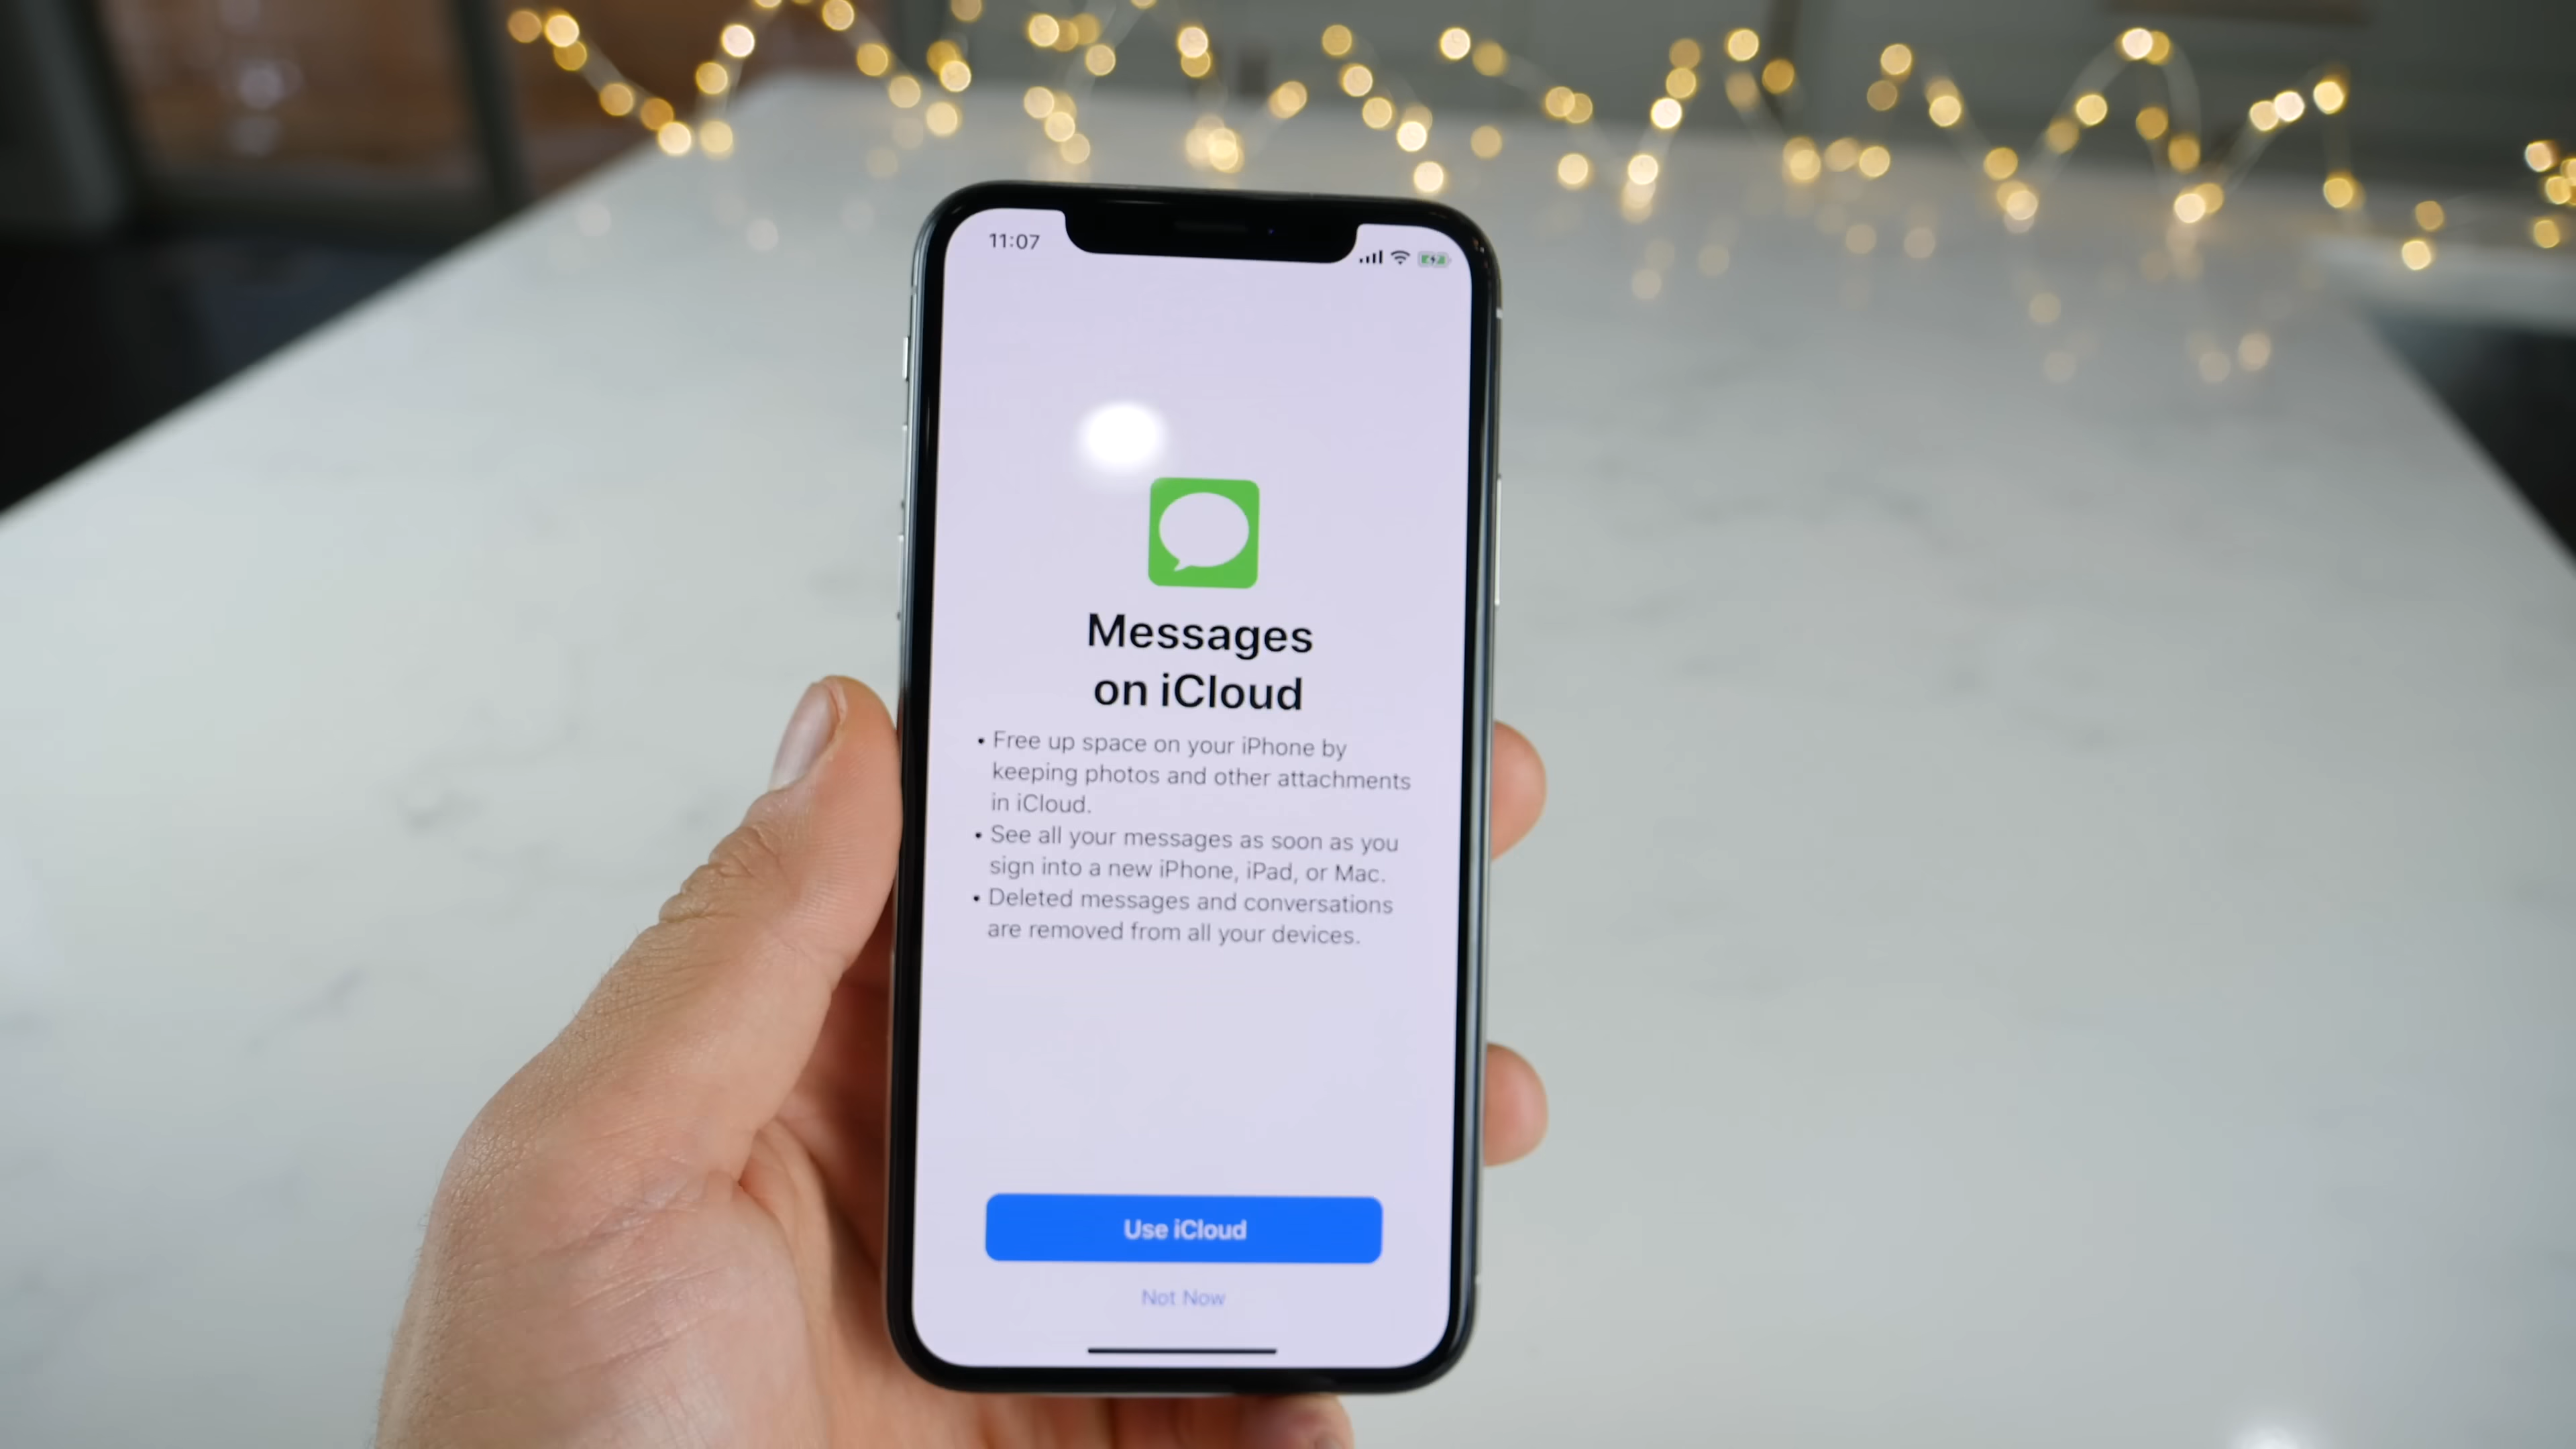 11:07
Messages
on iCloud
• Free up space on your iPhone by
keeping photos and other attachments
in iCloud.
• See all your messages as soon as you
sign into a new iPhone, iPad, or Mac.
• Deleted messages and conversations
are removed from all your devices.
Use iCloud
Not Now